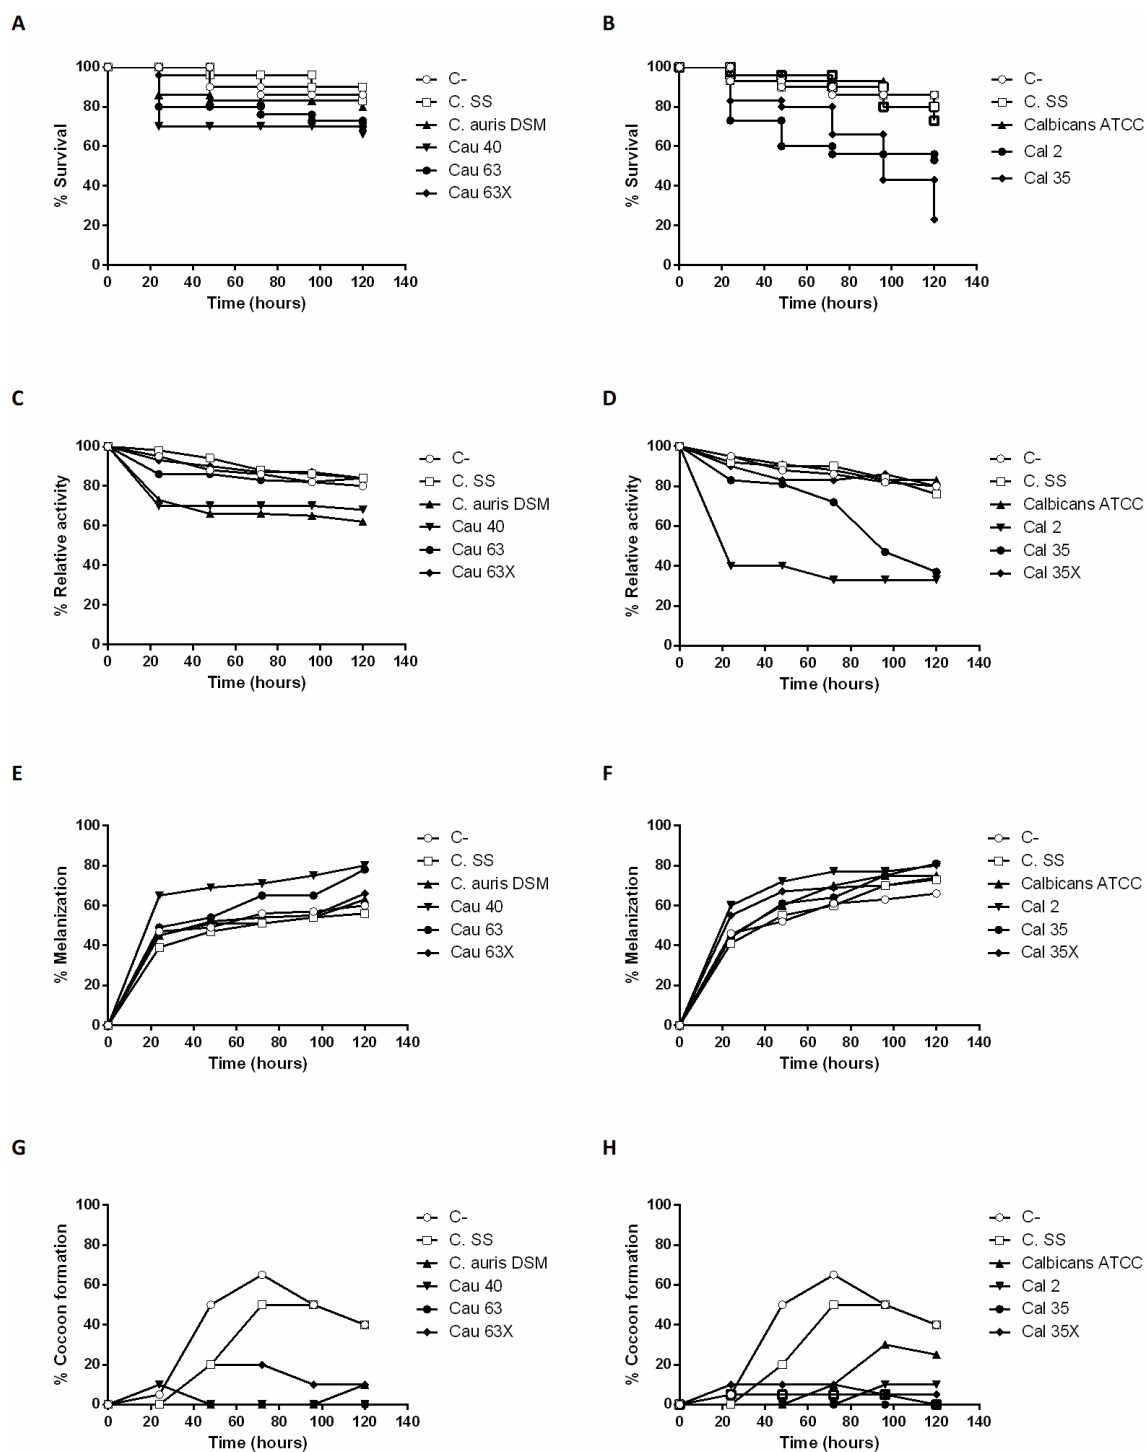 A
B
100
80
60
40
20
0
% Survival
0 20 40 60 80 100 120 140
Time (hours)
C-
C. SS
C. auris DSM
Cau 40
Cau 63
Cau 63X
100
80
60
40
20
0
% Survival
0 20 40 60 80 100 120 140
Time (hours)
C-
C. SS
Calbicans ATCC
Cal 2
Cal 35
C
D
100
80
60
40
20
0
% Relative activity
0 20 40 60 80 100 120 140
Time (hours)
C-
C. SS
C. auris DSM
Cau 40
Cau 63
Cau 63X
100
80
60
40
20
0
% Relative activity
0 20 40 60 80 100 120 140
Time (hours)
C-
C. SS
Calbicans ATCC
Cal 2
Cal 35
Cal 35X
E
F
100
80
60
40
20
0
% Melanization
0 20 40 60 80 100 120 140
Time (hours)
C-
C. SS
C. auris DSM
Cau 40
Cau 63
Cau 63X
100
80
60
40
20
0
% Melanization
0 20 40 60 80 100 120 140
Time (hours)
C-
C. SS
Calbicans ATCC
Cal 2
Cal 35
Cal 35X
G
H
100
80
60
40
20
0
% Cocoon formation
0 20 40 60 80 100 120 140
Time (hours)
C-
C. SS
C. auris DSM
Cau 40
Cau 63
Cau 63X
100
80
60
40
20
0
% Cocoon formation
0 20 40 60 80 100 120 140
Time (hours)
C-
C. SS
Calbicans ATCC
Cal 2
Cal 35
Cal 35X